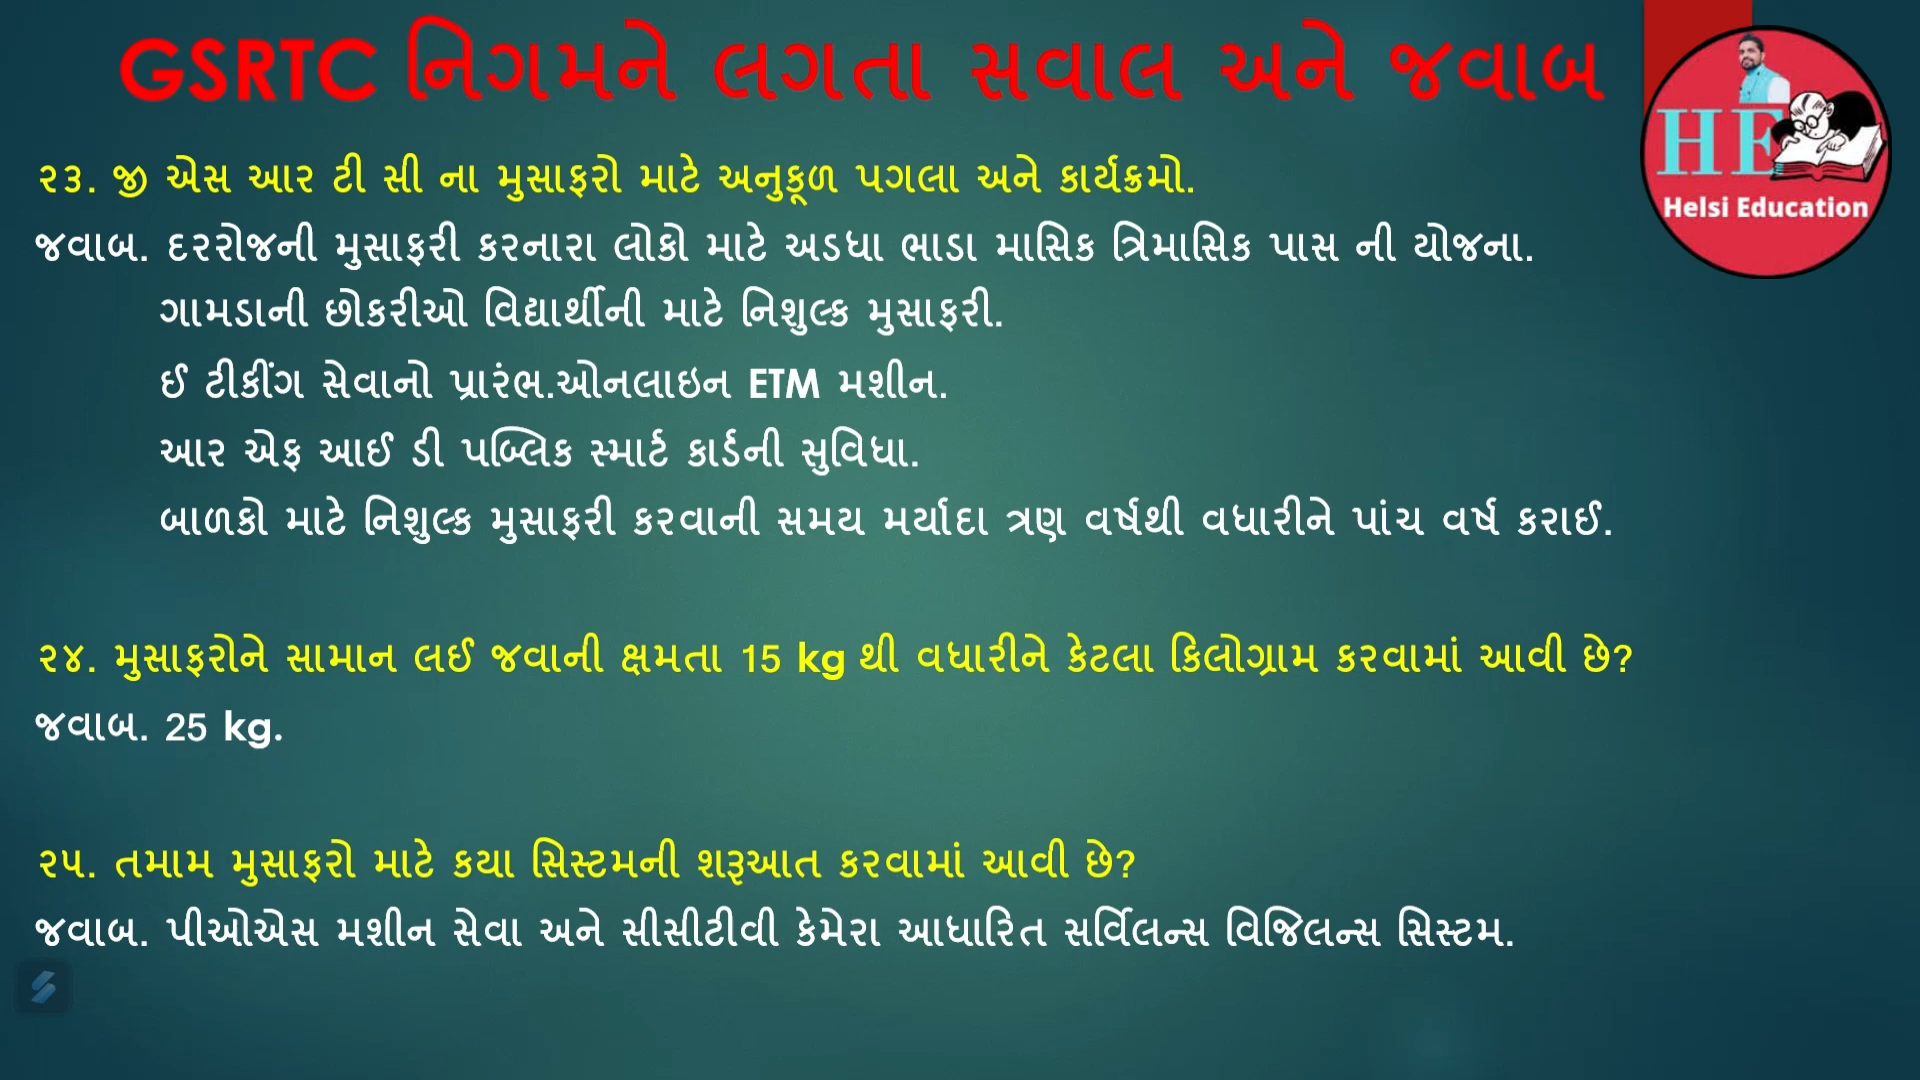 GSRTC નિગમને લગતા સવાલ અને જવાબ
HE
Helsi Education
૨૩. જી એસ આર ટી સી ના મુસાફરો માટે અનુકૂળ પગલા અને કાર્યક્રમો.
જવાબ. દરરોજની મુસાફરી કરનારા લોકો માટે અડધા ભાડા માસિક ત્રિમાસિક પાસ ની યોજના.
ગામડાની છોકરીઓ વિદ્યાર્થીની માટે નિશુલ્ક મુસાફરી.
ઈ ટીકીંગ સેવાનો પ્રારંભ.ઓનલાઇન ETM મશીન.
આર એફ આઈ ડી પબ્લિક સ્માર્ટ કાર્ડની સુવિધા.
બાળકો માટે નિશુલ્ક મુસાફરી કરવાની સમય મર્યાદા ત્રણ વર્ષથી વધારીને પાંચ વર્ષ કરાઈ.
૨૪. મુસાફરોને સામાન લઈ જવાની ક્ષમતા 15 kg થી વધારીને કેટલા કિલોગ્રામ કરવામાં આવી છે?
જવાબ. 25 kg.
૨૫. તમામ મુસાફરો માટે કયા સિસ્ટમની શરૂઆત કરવામાં આવી છે?
જવાબ. પીઓએસ મશીન સેવા અને સીસીટીવી કેમેરા આધારિત સર્વિલન્સ વિજિલન્સ સિસ્ટમ.